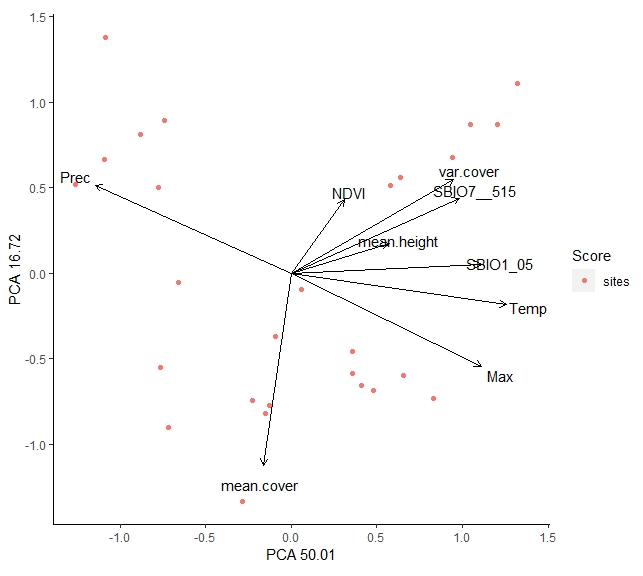 1.5
1.0
0.5
0.0
-0.5
-1.0
PCA 16.72
Prec
NDVI
var.cover
SBIO7__515
mean.height
SBIO1_05
Temp
Max
mean.cover
Score
sites
-1.0 -0.5 0.0 0.5 1.0 1.5
PCA 50.01